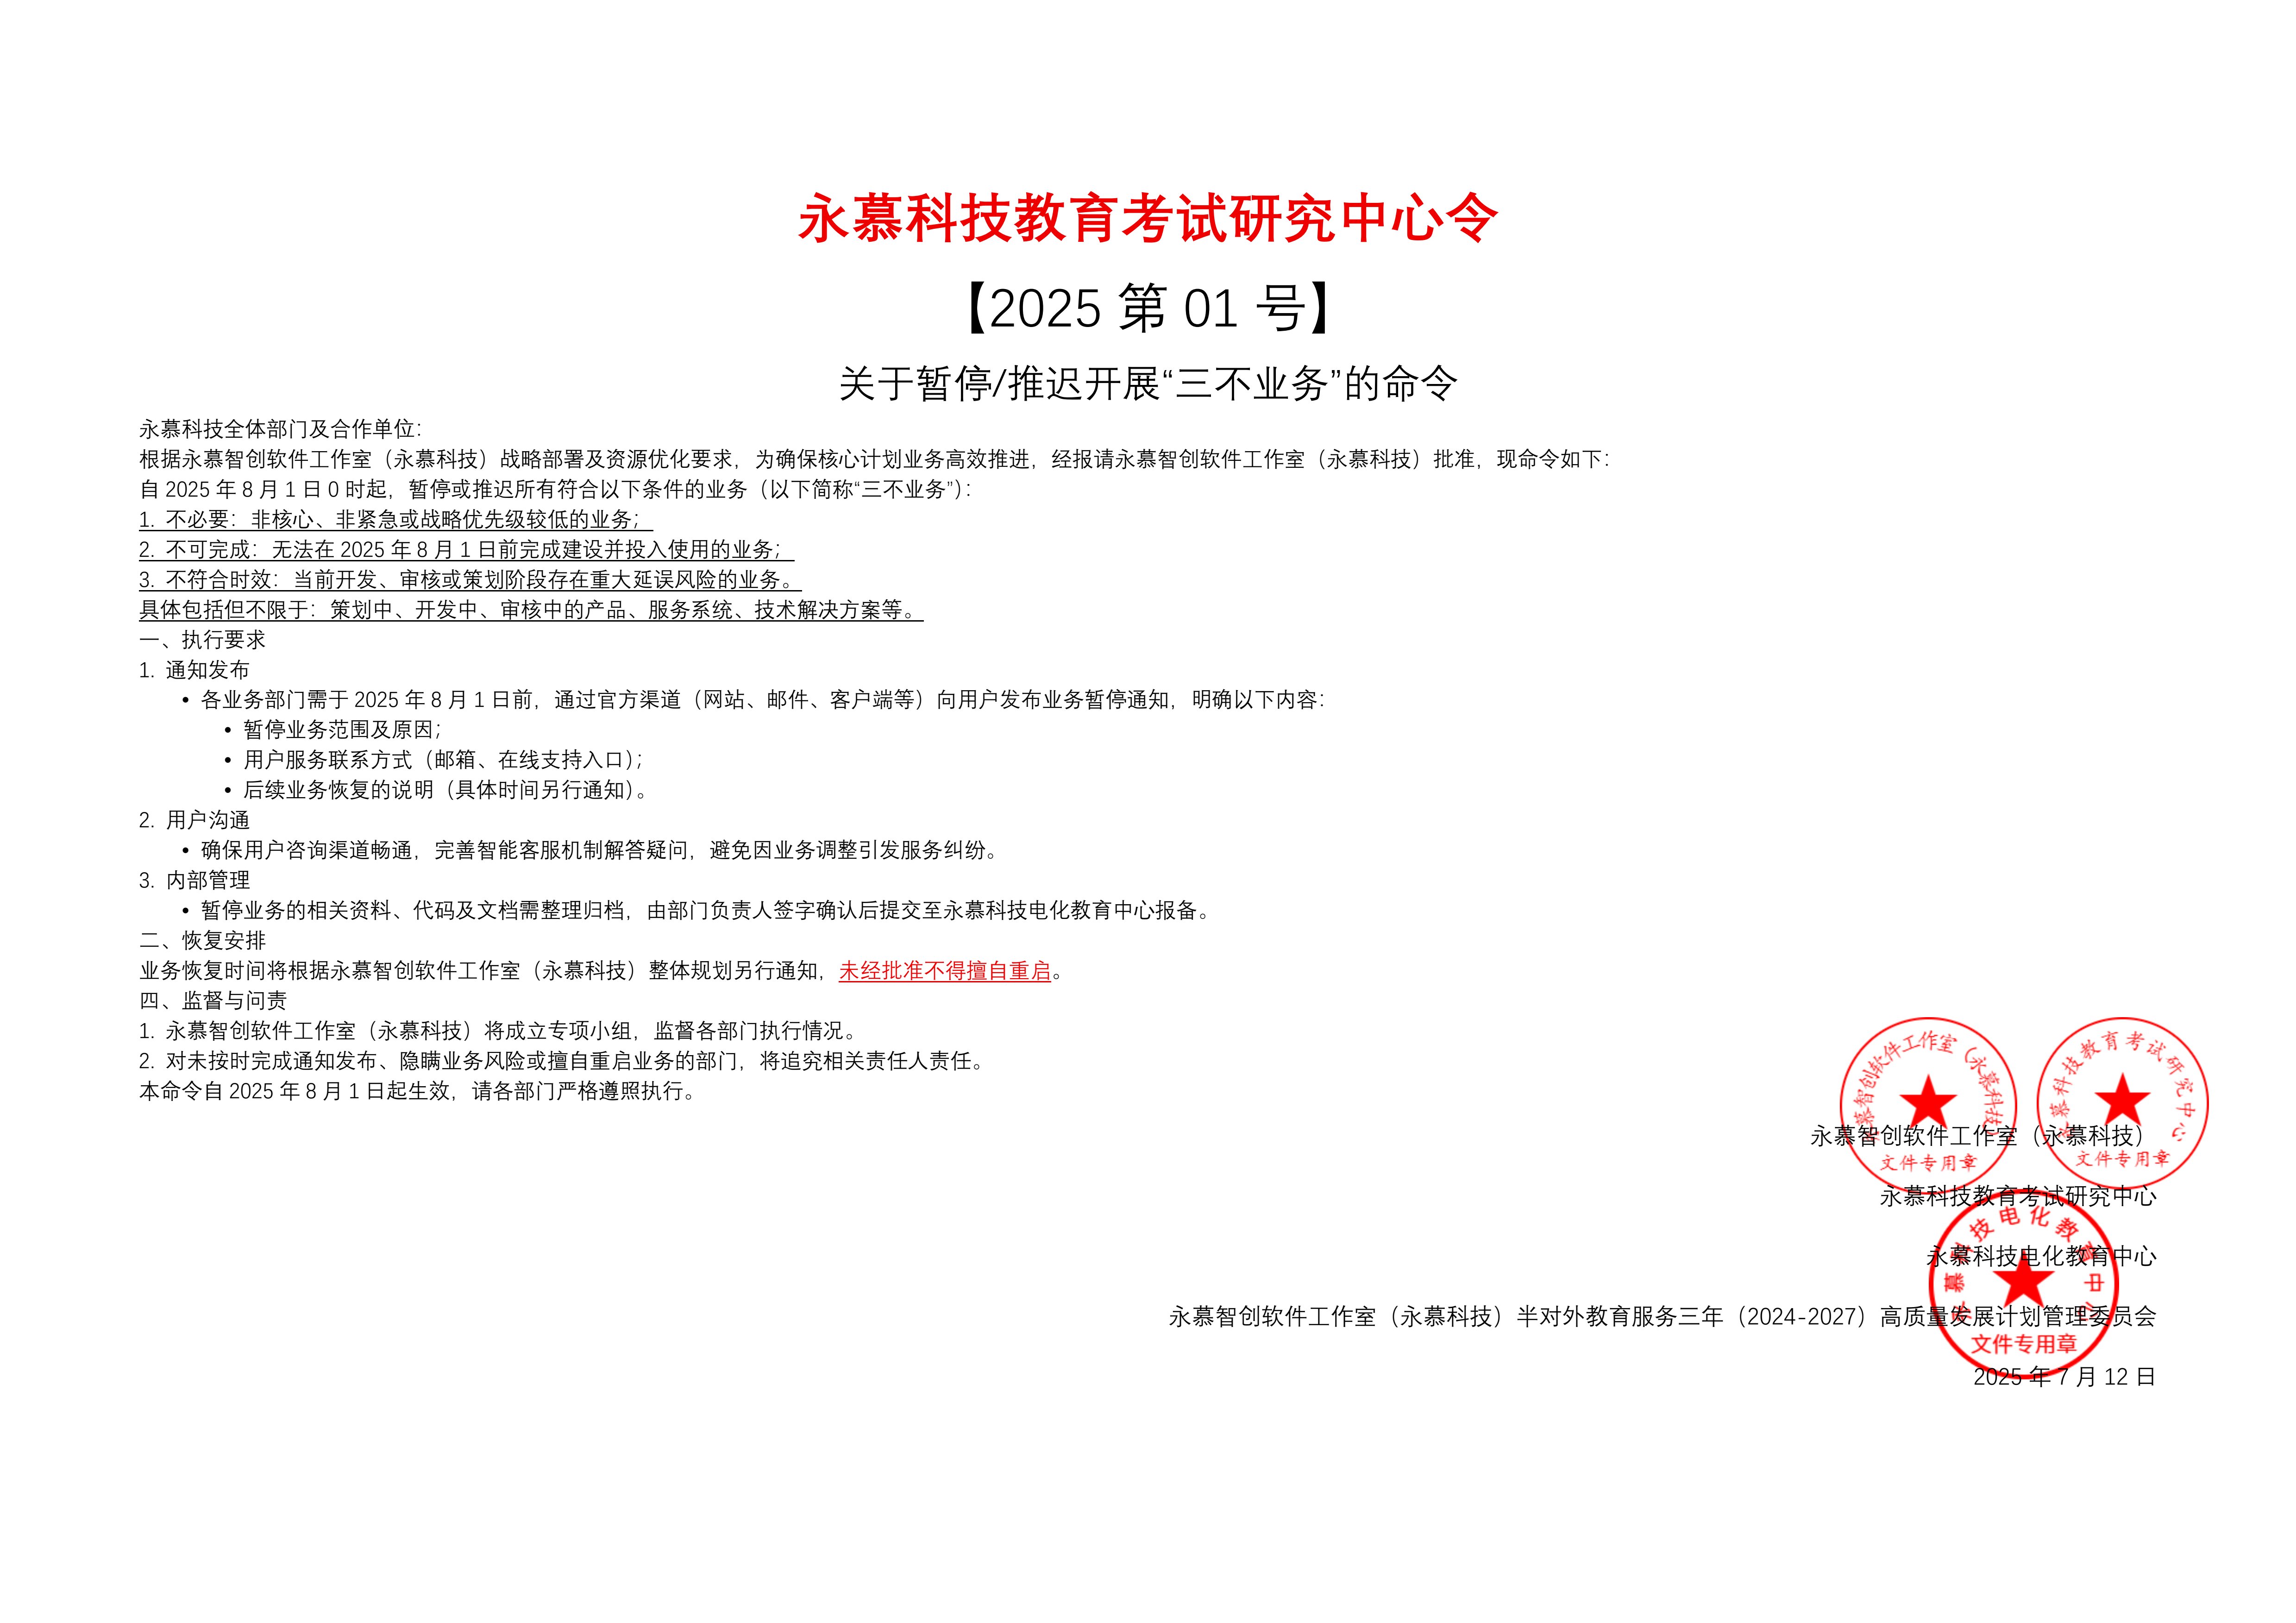 永慕科技教育考试研究中心令
【2025 第 01 号】
关于暂停/推迟开展“三不业务”的命令
永慕科技全体部门及合作单位：
根据永慕智创软件工作室（永慕科技）战略部署及资源优化要求，为确保核心计划业务高效推进，经报请永慕智创软件工作室（永慕科技）批准，现命令如下：
自 2025 年 8 月 1 日 0 时起，暂停或推迟所有符合以下条件的业务（以下简称“三不业务”）：
1. 不必要：非核心、非紧急或战略优先级较低的业务；
2. 不可完成：无法在 2025 年 8 月 1 日前完成建设并投入使用的业务；
3. 不符合时效：当前开发、审核或策划阶段存在重大延误风险的业务。
具体包括但不限于：策划中、开发中、审核中的产品、服务系统、技术解决方案等。
一、执行要求
1. 通知发布
• 各业务部门需于 2025 年 8 月 1 日前，通过官方渠道（网站、邮件、客户端等）向用户发布业务暂停通知，明确以下内容：
• 暂停业务范围及原因；
• 用户服务联系方式（邮箱、在线支持入口）；
• 后续业务恢复的说明（具体时间另行通知）。
2. 用户沟通
• 确保用户咨询渠道畅通，完善智能客服机制解答疑问，避免因业务调整引发服务纠纷。
3. 内部管理
• 暂停业务的相关资料、代码及文档需整理归档，由部门负责人签字确认后提交至永慕科技电化教育中心报备。
二、恢复安排
业务恢复时间将根据永慕智创软件工作室（永慕科技）整体规划另行通知，未经批准不得擅自重启。
四、监督与问责
1. 永慕智创软件工作室（永慕科技）将成立专项小组，监督各部门执行情况。
2. 对未按时完成通知发布、隐瞒业务风险或擅自重启业务的部门，将追究相关责任人责任。
本命令自 2025 年 8 月 1 日起生效，请各部门严格遵照执行。
永慕智创软件工作室（永慕科技）
永慕科技教育考试研究中心
永慕科技电化教育中心
永慕智创软件工作室（永慕科技）半对外教育服务三年（2024-2027）高质量发展计划管理委员会
2025 年 7 月 12 日
永慕智创软件工作室（永慕科技）
文件专用章
永慕科技教育考试研究中心
文件专用章
永慕科技电化教育中心
文件专用章